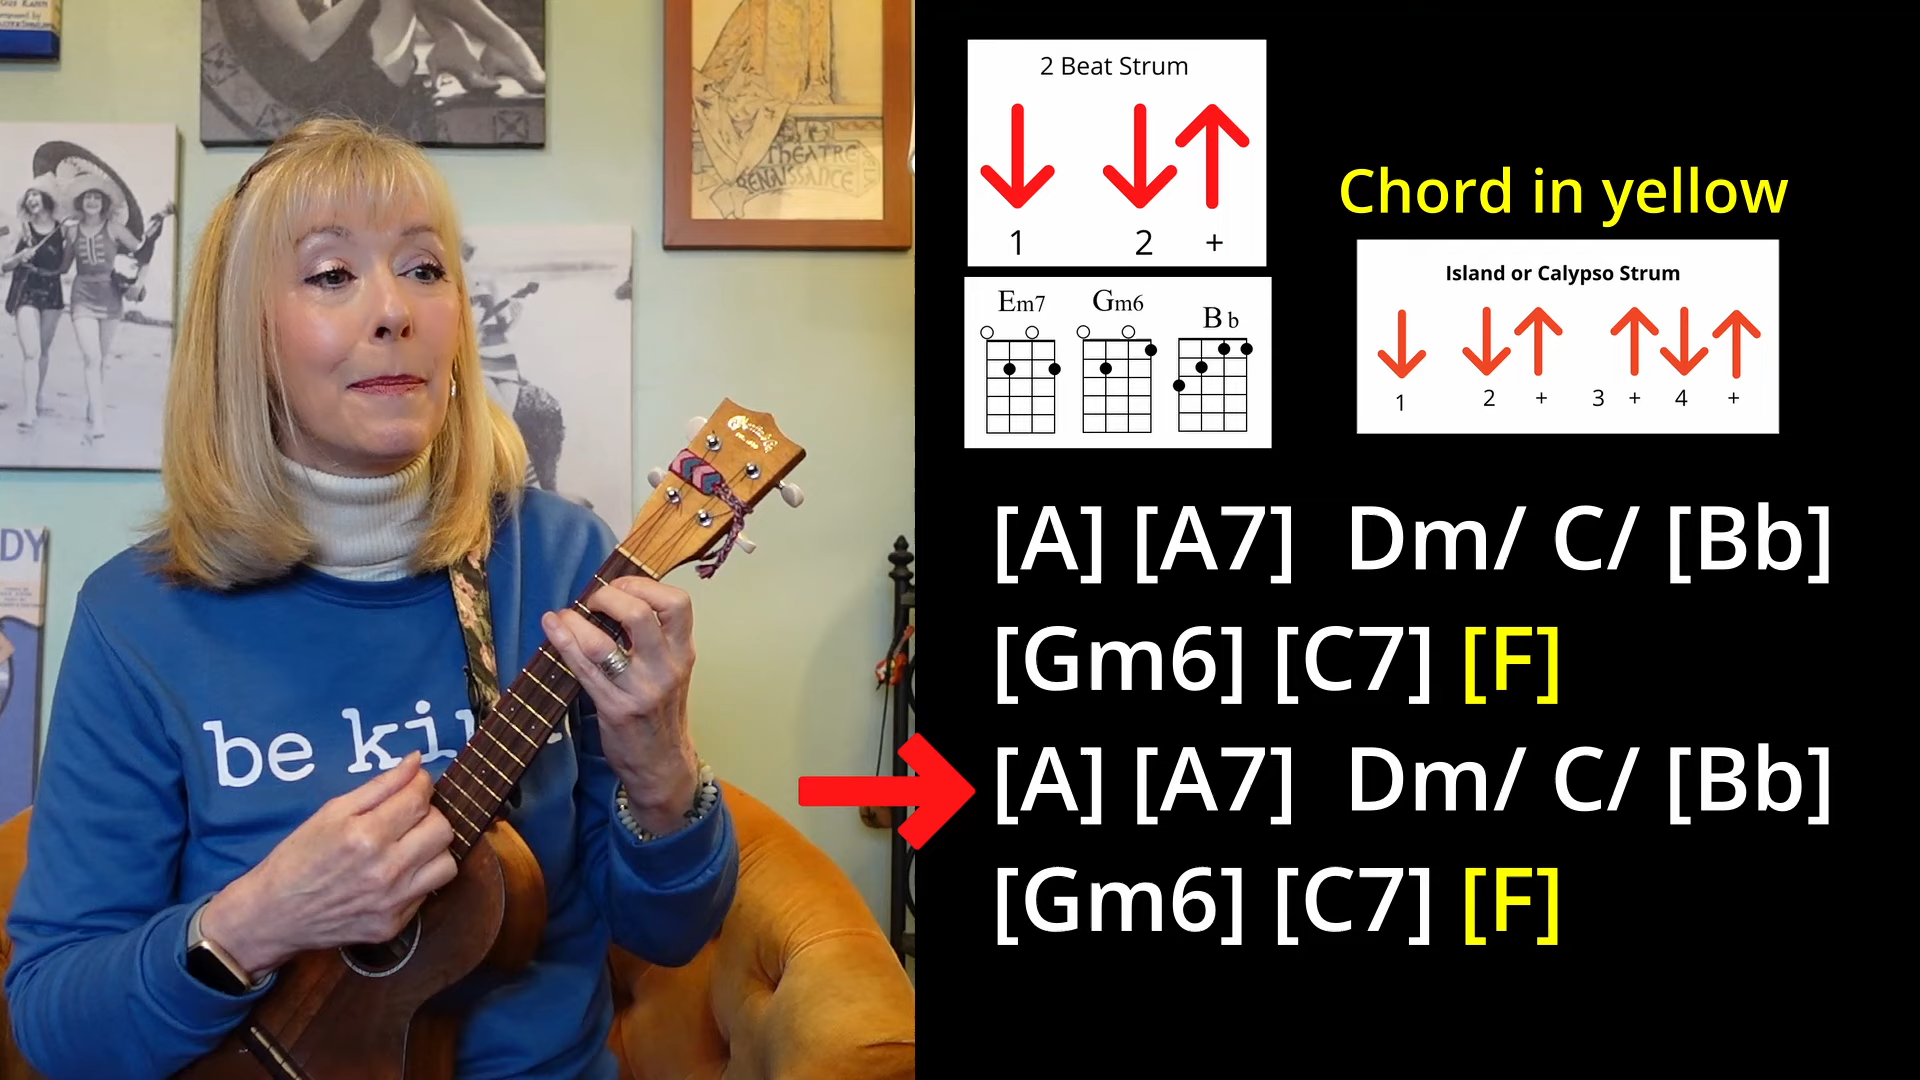 DY
THEATRE
RENAISSANCE
be ki
2 Beat Strum
1 2 +
Em7 Gm6 Bb
Chord in yellow
Island or Calypso Strum
1 2 + 3 + 4 +
[A] [A7] Dm/ C/ [Bb]
[Gm6] [C7] [F]
[A] [A7] Dm/ C/ [Bb]
[Gm6] [C7] [F]